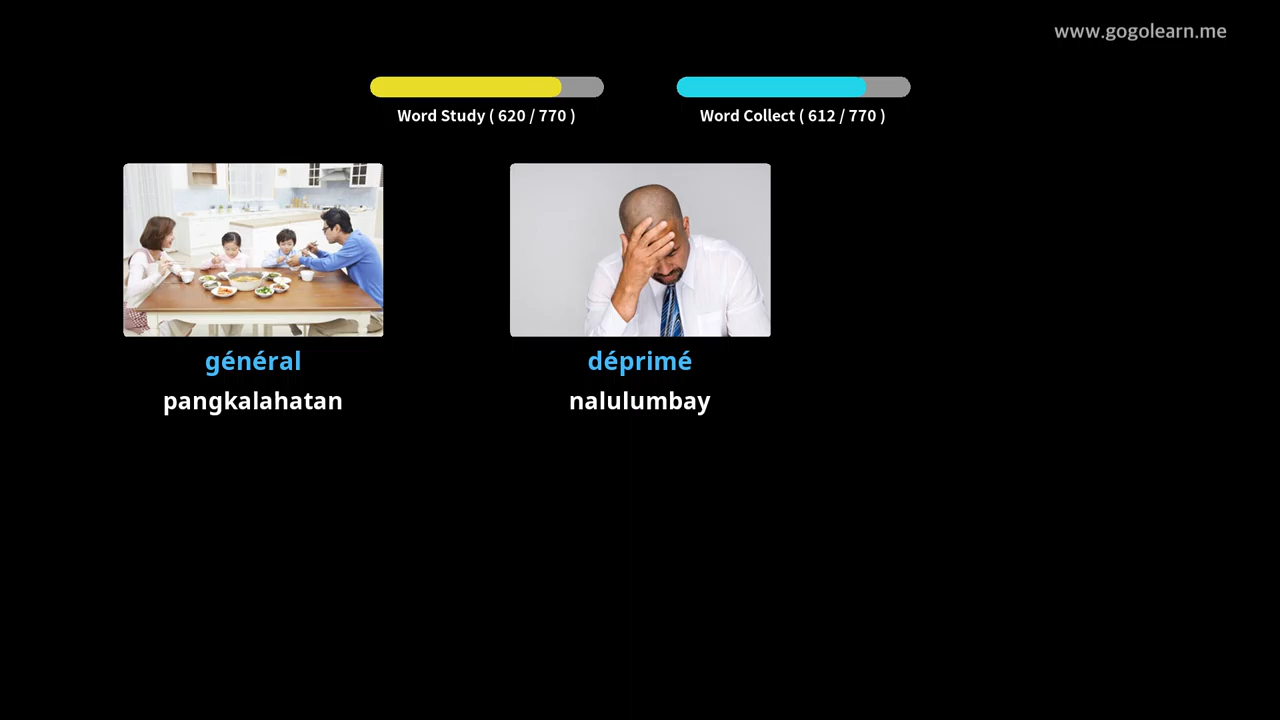 www.gogolearn.me
Word Study ( 620 / 770 )
Word Collect ( 612 / 770 )
général
pangkalahatan
déprimé
nalulumbay